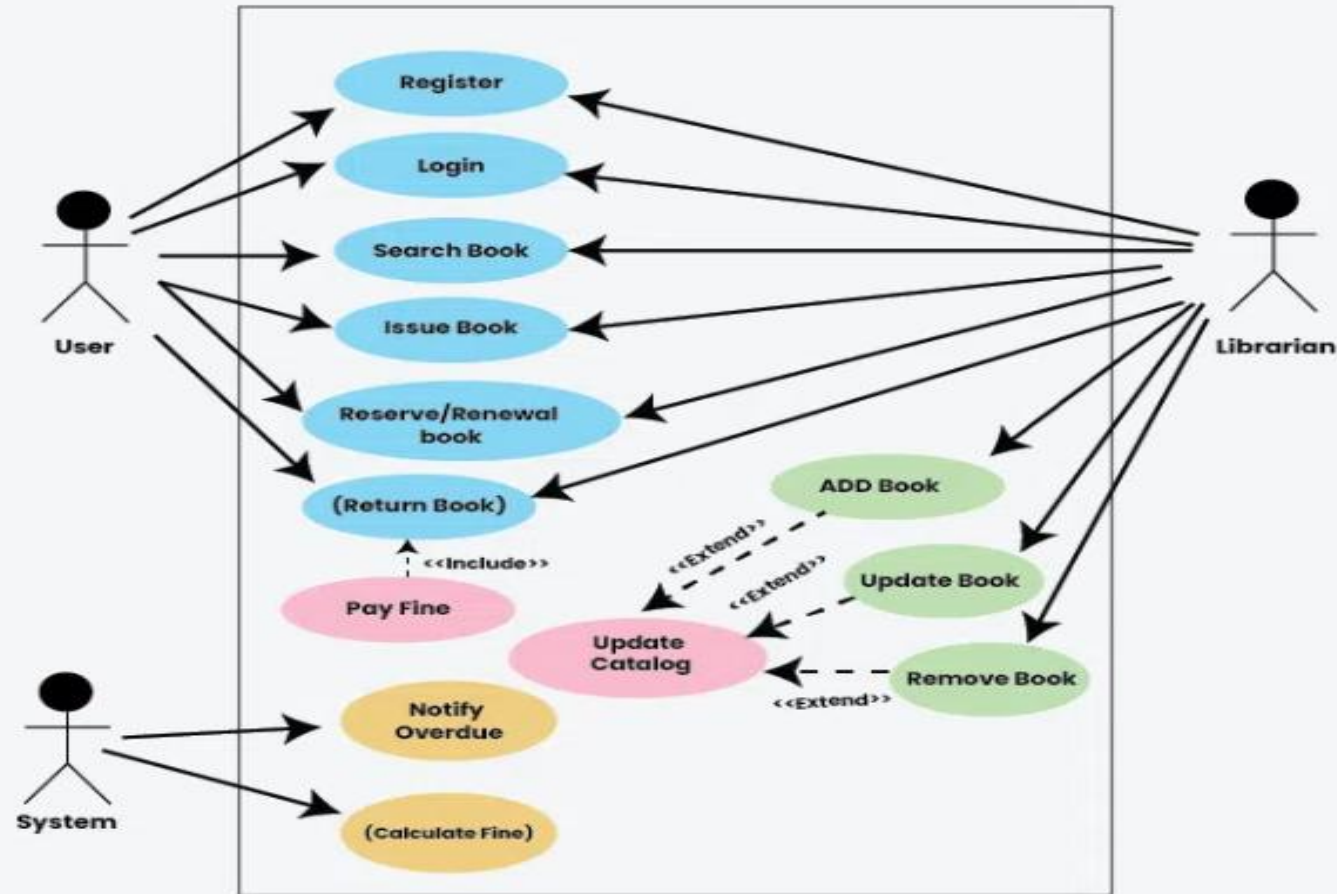 Register
Login
Search Book
Issue Book
User
Librarian
Reserve/Renewal
book
(Return Book)
ADD Book
<<Extend>>
<<Include>>
<<Extend>>
Update Book
Pay Fine
Update
Catalog
Remove Book
<<Extend>>
Notify
Overdue
System
(Calculate Fine)